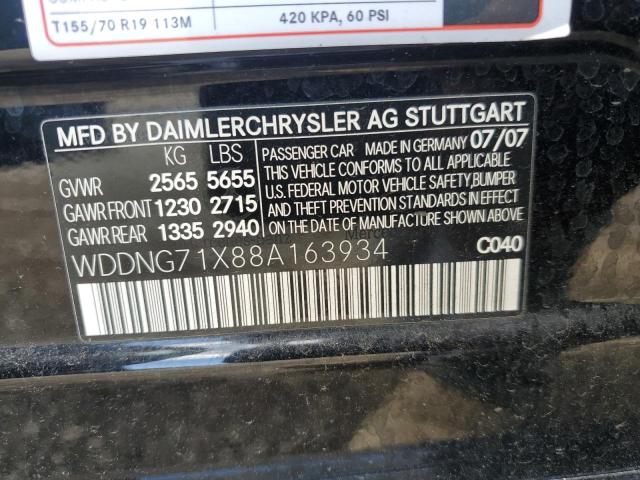 T155/70 R19 113M 420 KPA, 60 PSI
MFD BY DAIMLERCHRYSLER AG STUTTGART
KG LBS PASSENGER CAR MADE IN GERMANY 07/07
GVWR 2565 5655 THIS VEHICLE CONFORMS TO ALL APPLICABLE
GAWR FRONT 1230 2715 U.S. FEDERAL MOTOR VEHICLE SAFETY, BUMPER
AND THEFT PREVENTION STANDARDS IN EFFECT
GAWR REAR 1335 2940 ON THE DATE OF MANUFACTURE SHOWN ABOVE.
WDDNG71X88A163934 C040